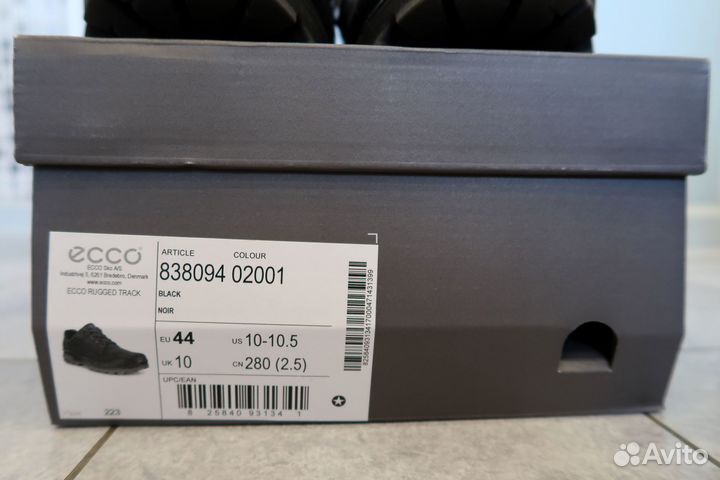 ecco
ECCO Sko A/S
Industrivej 5, 6261 Bredebro, Denmark
www.ecco.com
ECCO RUGGED TRACK
223
ARTICLE COLOUR
838094 02001
BLACK
NOIR
EU 44 US 10-10.5
UK 10 CN 280 (2.5)
UPC/EAN
8 25840 93134 1
825840931341700047143 1399
Avito